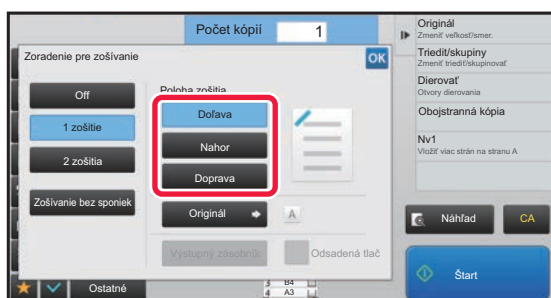 Počet kópií 1
Zoradenie pre zošívanie
OK
Off
1 zošitie
2 zošitia
Zošívanie bez sponiek
Poloha zošitia
Doľava
Nahor
Doprava
Originál
A
Výstupný zásobník
Odsadená tlač
Ostatné
3 B4
4 A3
Originál
Zmeniť veľkosť/smer.
Triediť/skupiny
Zmeniť triediť/skupinovať
Dierovať
Otvory dierovania
Obojstranná kópia
Nv1
Vložiť viac strán na stranu A
Náhľad
CA
Štart